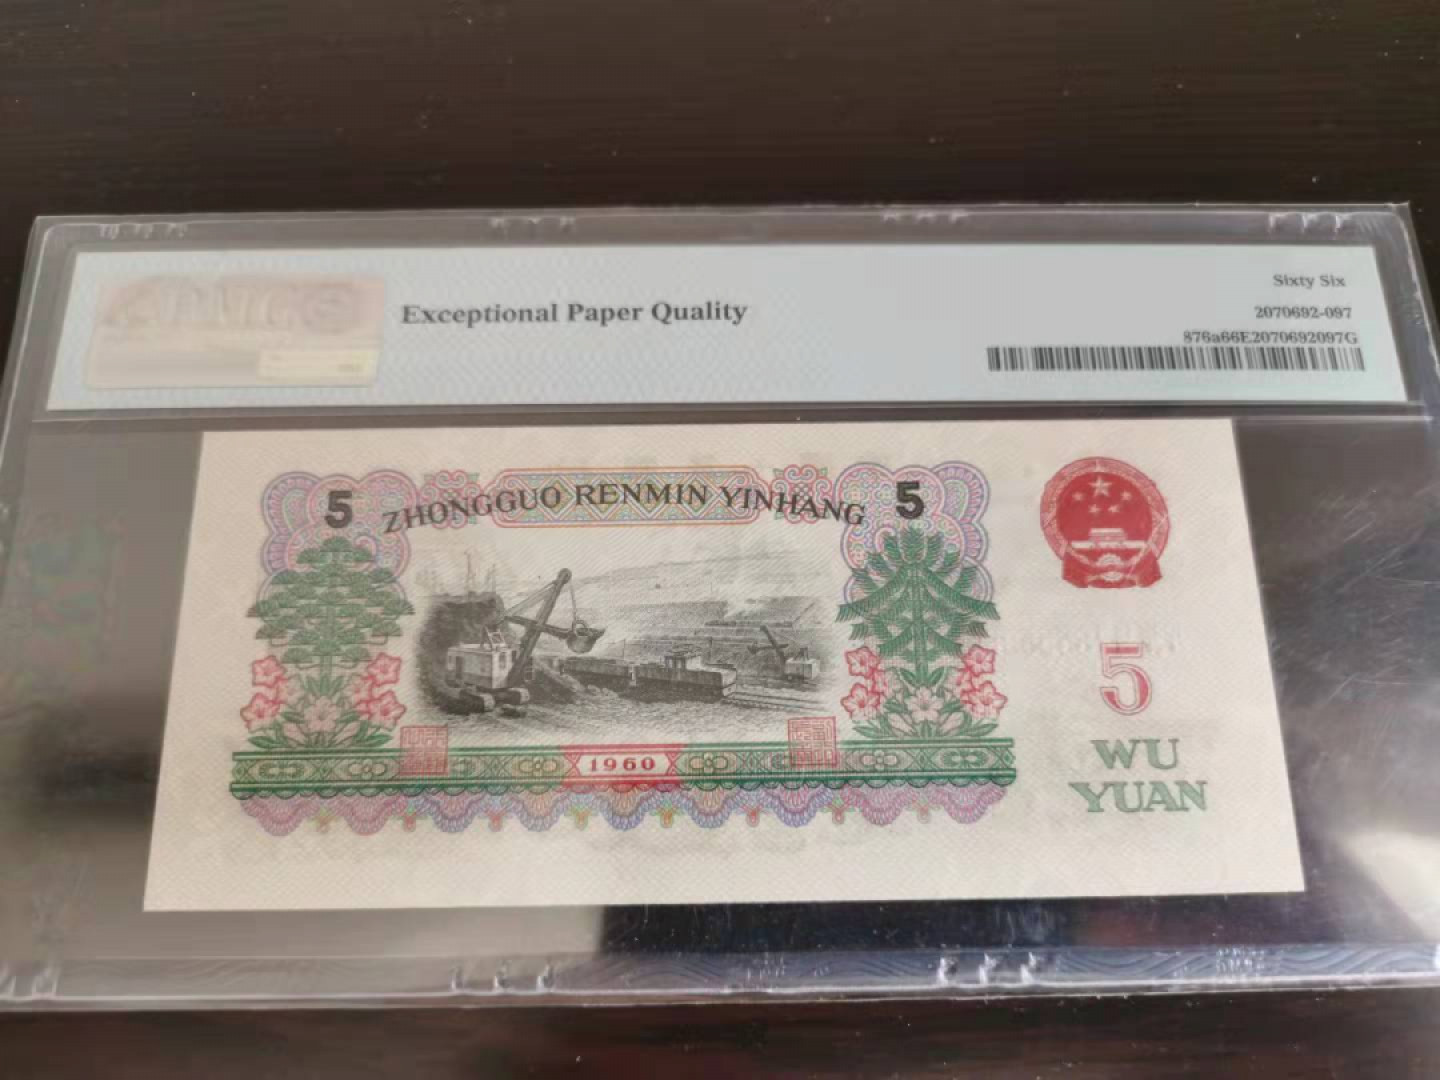 Sixty Six
Exceptional Paper Quality
2070692-097
876a66E2070692097G
5 ZHONGGUO RENMIN YINHANG 5
1960
5
WU
YUAN